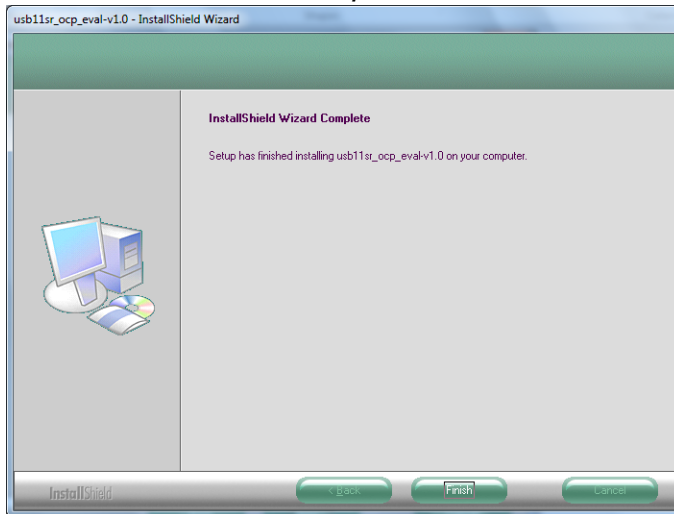 usb11sr_ocp_eval-v1.0 - InstallShield Wizard
InstallShield Wizard Complete
Setup has finished installing usb11sr_ocp_eval-v1.0 on your computer.
InstallShield
< Back
Finish
Cancel